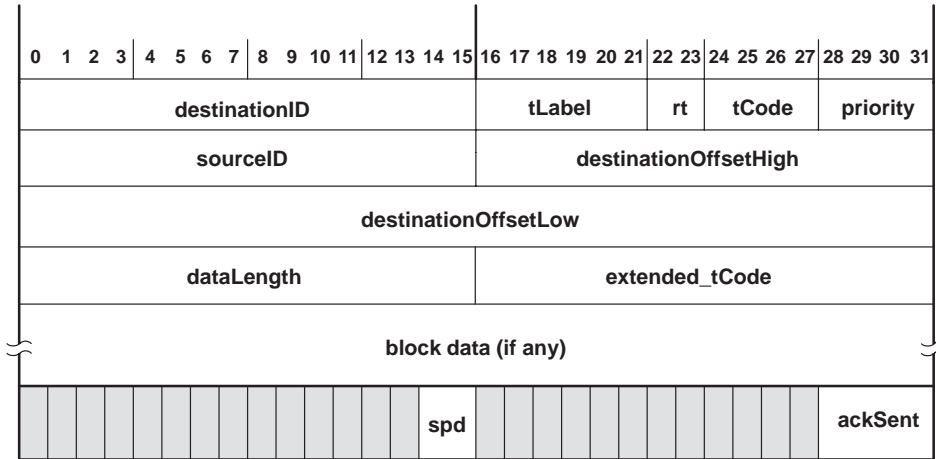 0 1 2 3 4 5 6 7 8 9 10 11 12 13 14 15 16 17 18 19 20 21 22 23 24 25 26 27 28 29 30 31
destinationID tLabel rt tCode priority
sourceID destinationOffsetHigh
destinationOffsetLow
dataLength extended_tCode
block data (if any)
spd ackSent